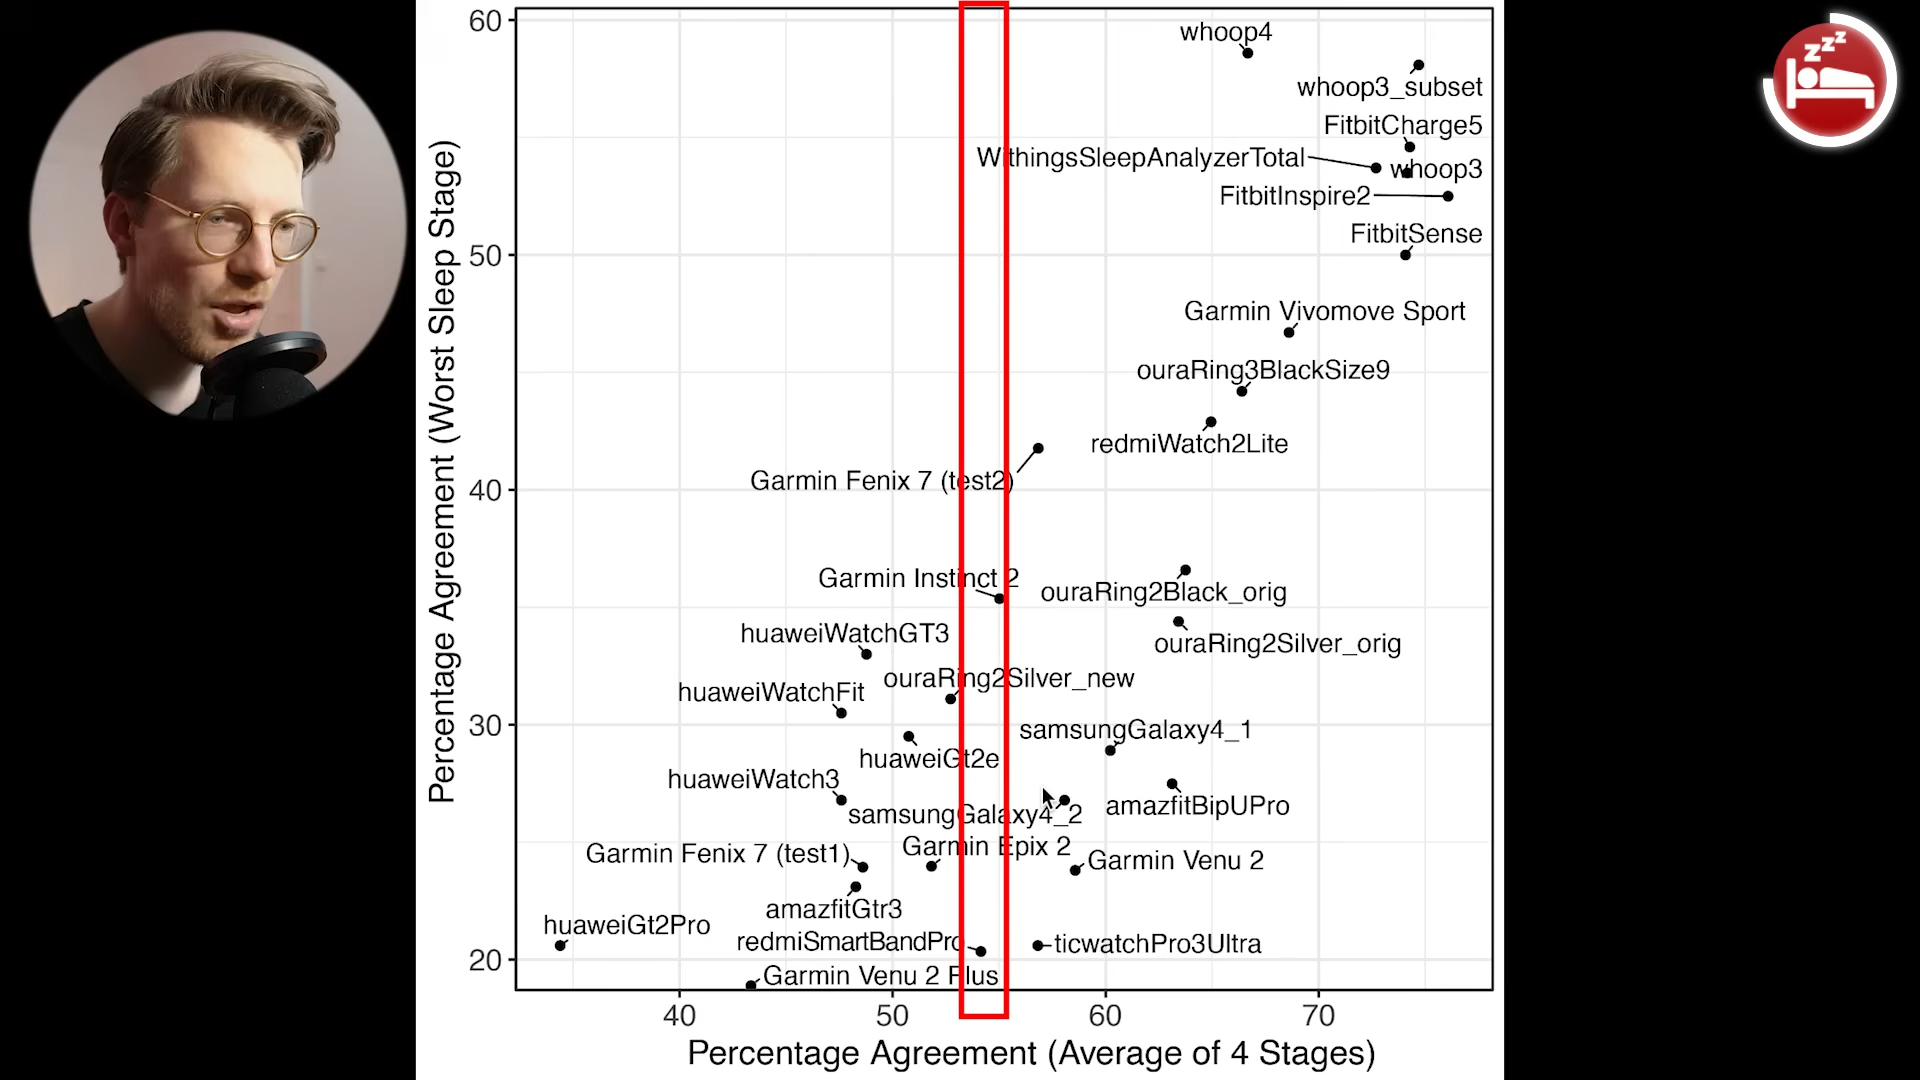 z z z
60
whoop4
whoop3_subset
FitbitCharge5
WithingsSleepAnalyzerTotal
whoop3
FitbitInspire2
FitbitSense
50
Garmin Vivomove Sport
ouraRing3BlackSize9
redmiWatch2Lite
Garmin Fenix 7 (test2)
40
Garmin Instinct 2
ouraRing2Black_orig
huaweiWatchGT3
ouraRing2Silver_orig
ouraRing2Silver_new
huaweiWatchFit
30
samsungGalaxy4_1
huaweiGt2e
huaweiWatch3
amazfitBipUPro
samsungGalaxy4_2
Garmin Epix 2
Garmin Fenix 7 (test1)
Garmin Venu 2
amazfitGtr3
huaweiGt2Pro
redmiSmartBandPro
ticwatchPro3Ultra
20
Garmin Venu 2 Plus
40 50 60 70
Percentage Agreement (Average of 4 Stages)
Percentage Agreement (Worst Sleep Stage)